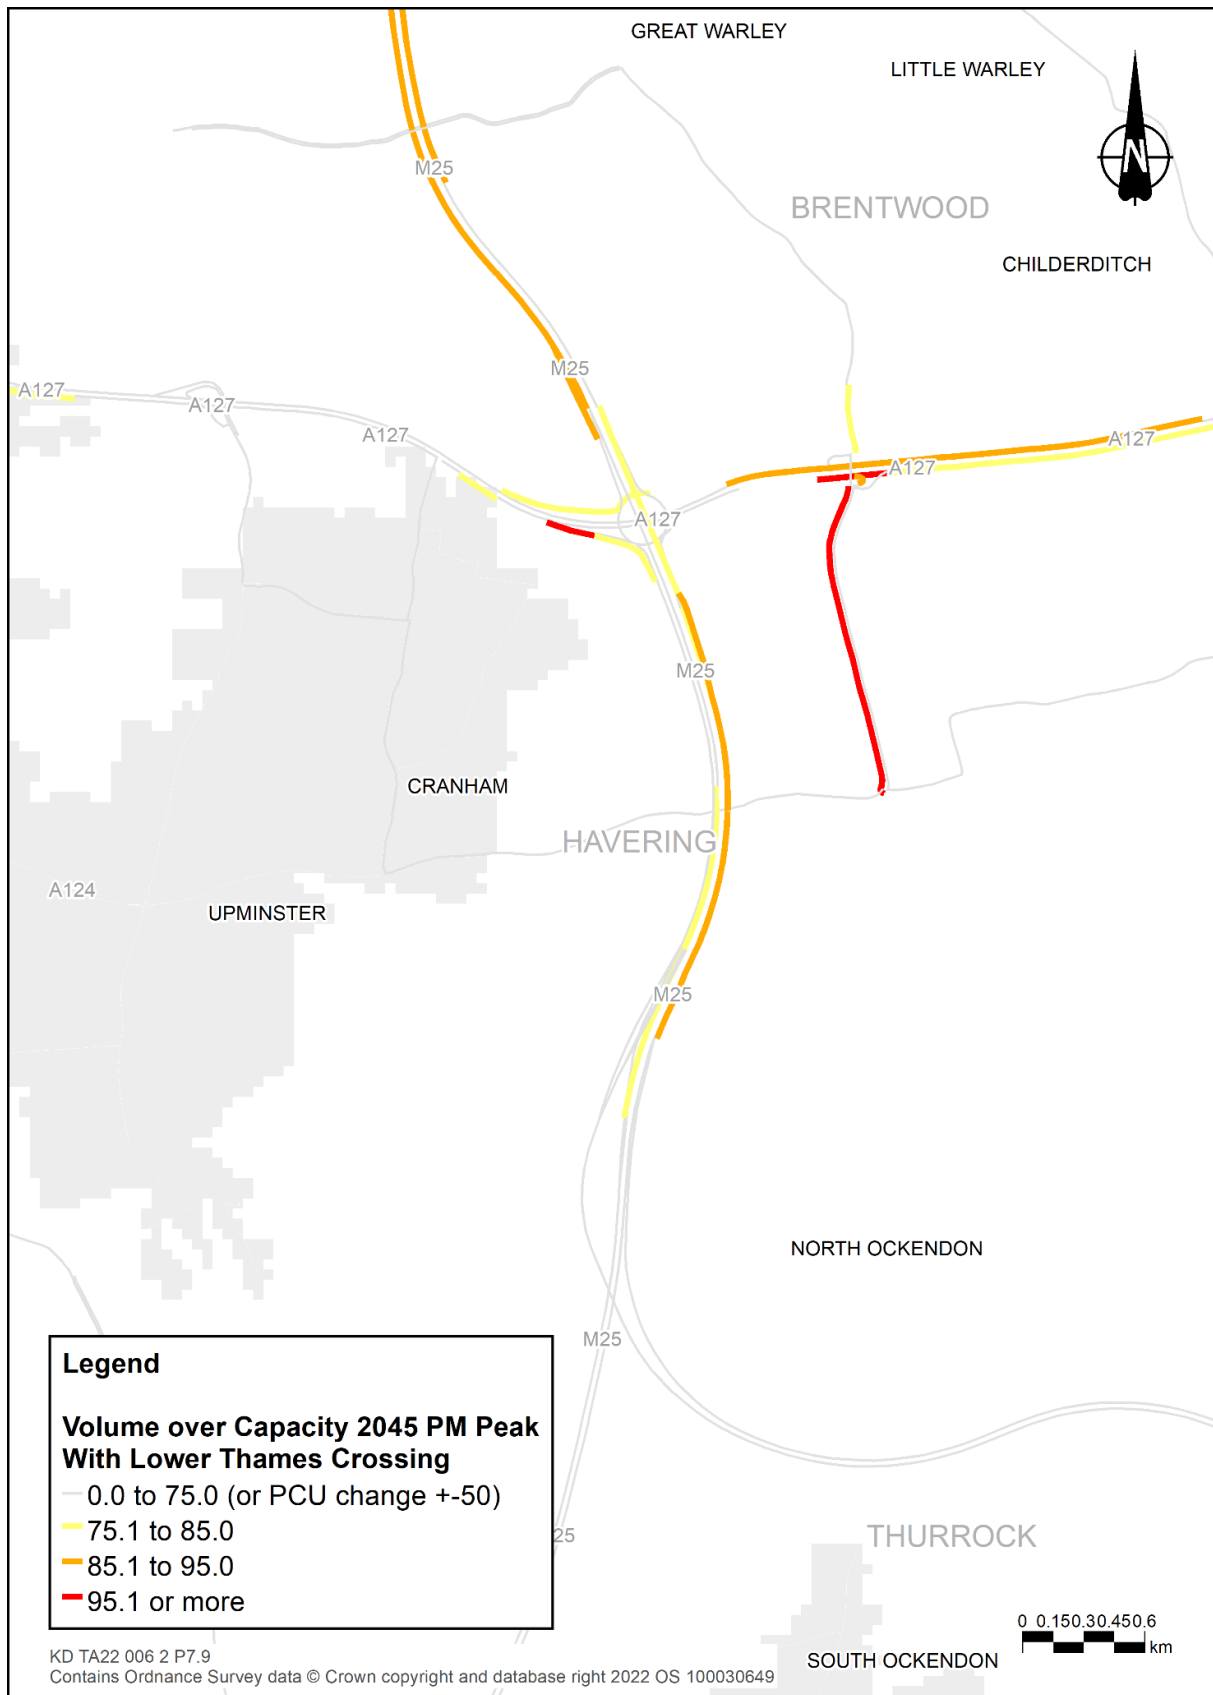 GREAT WARLEY
LITTLE WARLEY
N
M25
BRENTWOOD
CHILDERDITCH
M25
A127
A127
A127
A127
A127
A127
M25
CRANHAM
HAVERING
A124
UPMINSTER
M25
NORTH OCKENDON
M25
Legend
Volume over Capacity 2045 PM Peak
With Lower Thames Crossing
0.0 to 75.0 (or PCU change +-50)
75.1 to 85.0
85.1 to 95.0
95.1 or more
25
THURROCK
0 0.150.30.450.6
km
SOUTH OCKENDON
KD TA22 006 2 P7.9
Contains Ordnance Survey data © Crown copyright and database right 2022 OS 100030649